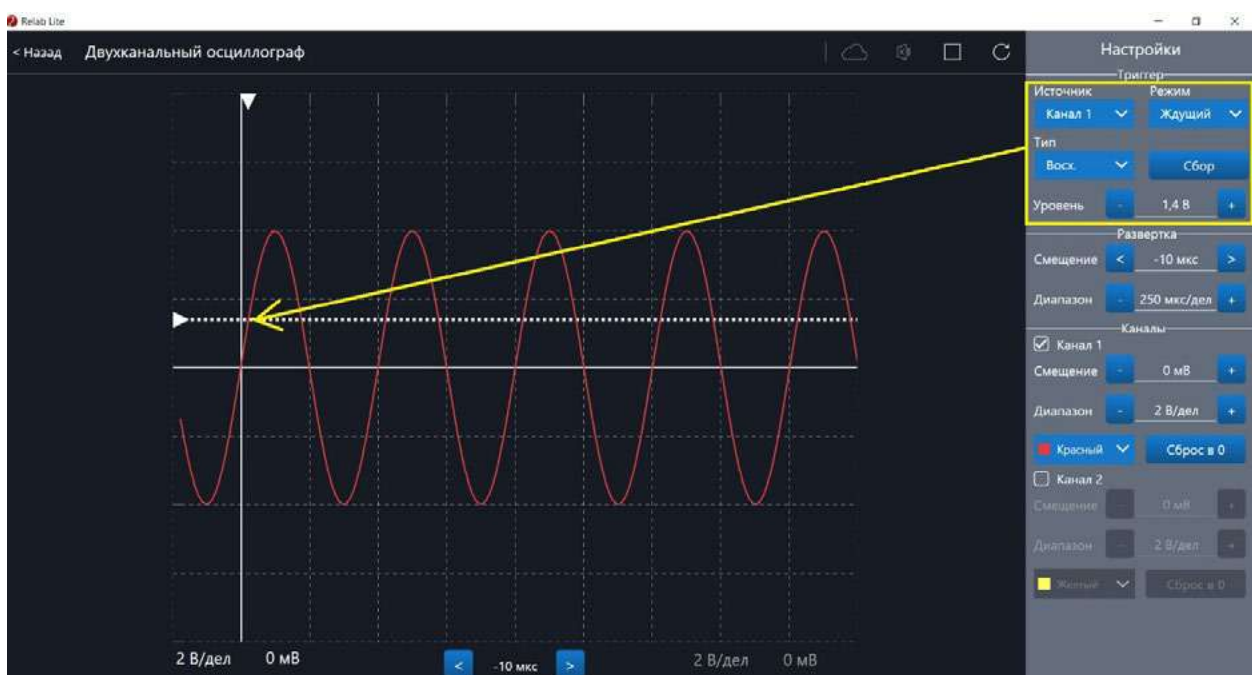 Relab Lite
< Назад Двухканальный осциллограф
Настройки
Триггер
Источник Режим
Канал 1 Ждущий
Тип
Восх. Сбор
Уровень - 1,4 В +
Развертка
Смещение < -10 мкс >
Диапазон - 250 мкс/дел +
Каналы
Канал 1
Смещение - 0 мВ +
Диапазон - 2 В/дел +
Красный Сброс в 0
Канал 2
Смещение - 0 мВ +
Диапазон - 2 В/дел +
Желтый Сброс в 0
2 В/дел 0 мВ < -10 мкс > 2 В/дел 0 мВ